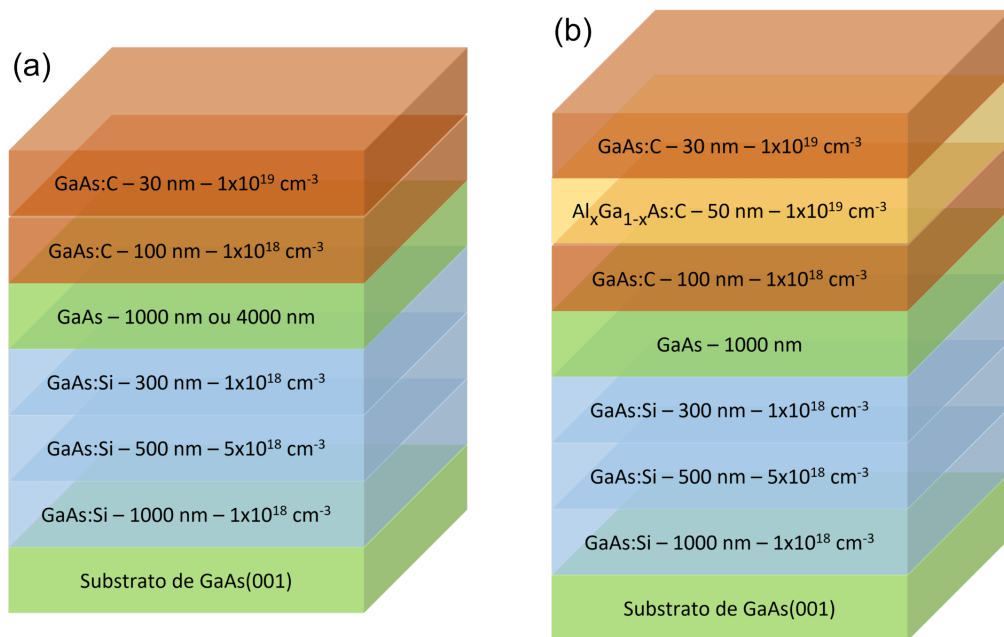 (a)
GaAs:C – 30 nm – 1x10¹⁹ cm⁻³
GaAs:C – 100 nm – 1x10¹⁸ cm⁻³
GaAs – 1000 nm ou 4000 nm
GaAs:Si – 300 nm – 1x10¹⁸ cm⁻³
GaAs:Si – 500 nm – 5x10¹⁸ cm⁻³
GaAs:Si – 1000 nm – 1x10¹⁸ cm⁻³
Substrato de GaAs(001)
(b)
GaAs:C – 30 nm – 1x10¹⁹ cm⁻³
AlₓGa₁₋ₓAs:C – 50 nm – 1x10¹⁹ cm⁻³
GaAs:C – 100 nm – 1x10¹⁸ cm⁻³
GaAs – 1000 nm
GaAs:Si – 300 nm – 1x10¹⁸ cm⁻³
GaAs:Si – 500 nm – 5x10¹⁸ cm⁻³
GaAs:Si – 1000 nm – 1x10¹⁸ cm⁻³
Substrato de GaAs(001)